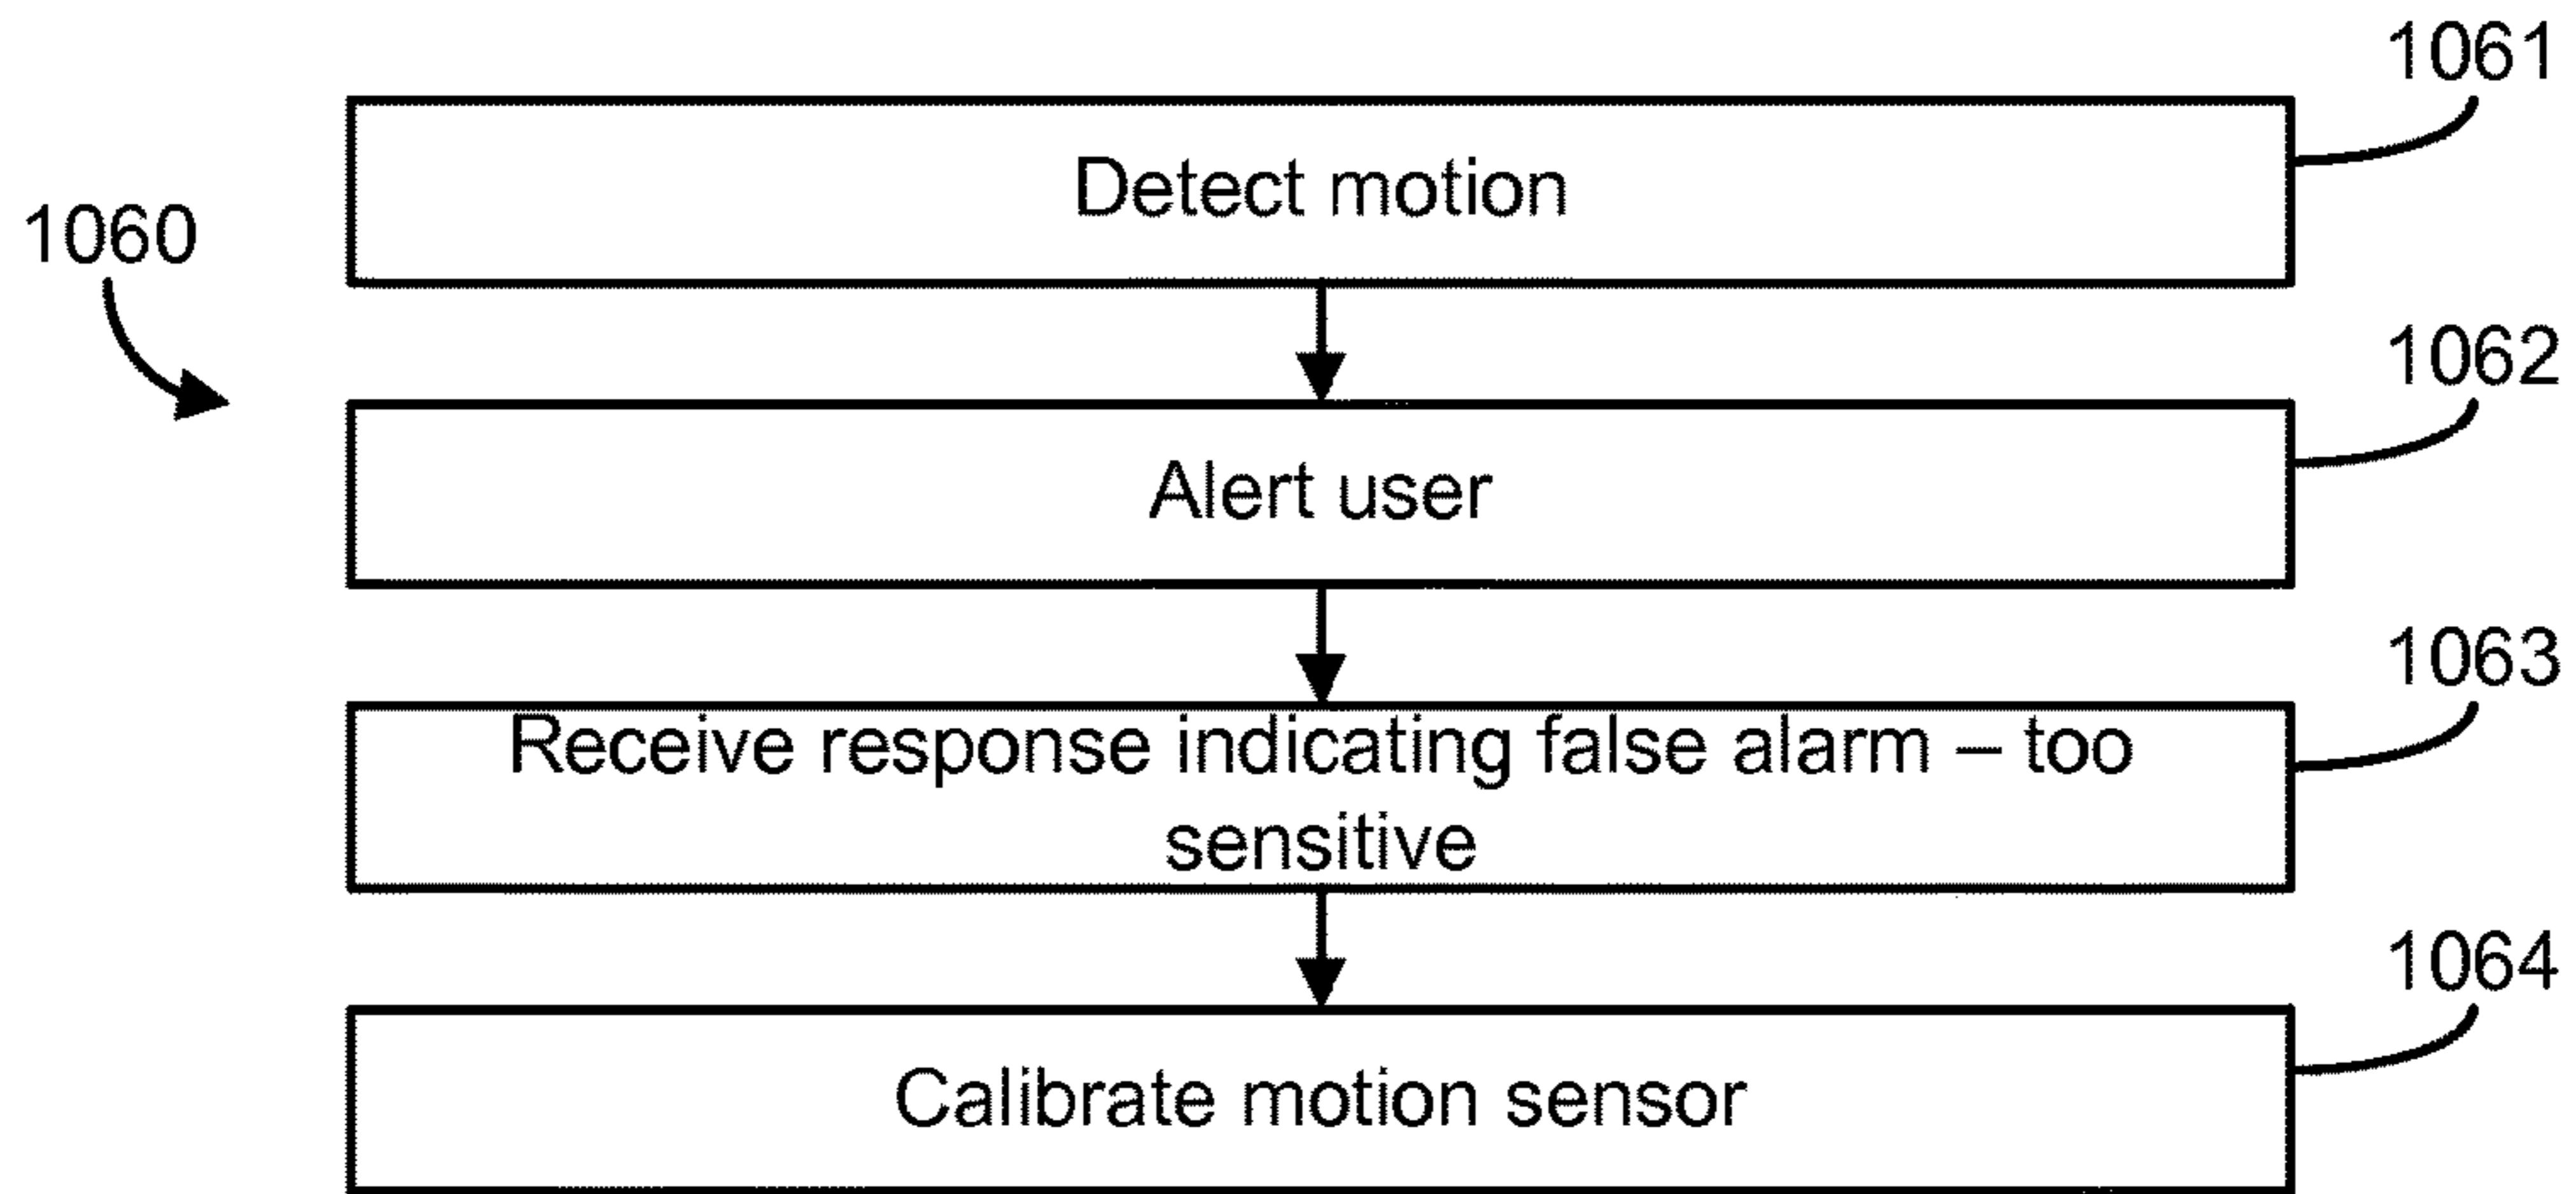 1061
Detect motion
1060
1062
Alert user
1063
Receive response indicating false alarm – too
sensitive
1064
Calibrate motion sensor